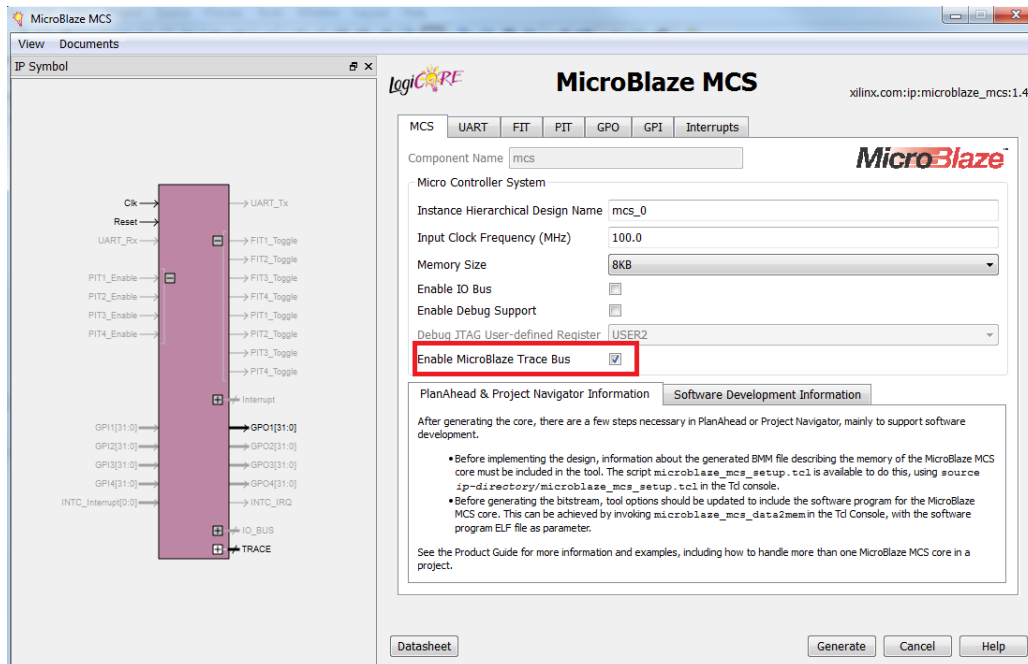 MicroBlaze MCS
View Documents
IP Symbol
Clk
Reset
UART_Rx
PIT1_Enable
PIT2_Enable
PIT3_Enable
PIT4_Enable
GPI1[31:0]
GPI2[31:0]
GPI3[31:0]
GPI4[31:0]
INTC_Interrupt[0:0]
UART_Tx
FIT1_Toggle
FIT2_Toggle
FIT3_Toggle
FIT4_Toggle
PIT1_Toggle
PIT2_Toggle
PIT3_Toggle
PIT4_Toggle
Interrupt
GPO1[31:0]
GPO2[31:0]
GPO3[31:0]
GPO4[31:0]
INTC_IRQ
IO_BUS
TRACE
logiCORE
MicroBlaze MCS
xilinx.com:ip:microblaze_mcs:1.4
MCS UART FIT PIT GPO GPI Interrupts
Component Name mcs
MicroBlaze
Micro Controller System
Instance Hierarchical Design Name mcs_0
Input Clock Frequency (MHz) 100.0
Memory Size 8KB
Enable IO Bus
Enable Debug Support
Debug JTAG User-defined Register USER2
Enable MicroBlaze Trace Bus
PlanAhead & Project Navigator Information Software Development Information
After generating the core, there are a few steps necessary in PlanAhead or Project Navigator, mainly to support software
development.
•Before implementing the design, information about the generated BMM file describing the memory of the MicroBlaze MCS
core must be included in the tool. The script microblaze_mcs_setup.tcl is available to do this, using source
ip-directory/microblaze_mcs_setup.tcl in the Tcl console.
•Before generating the bitstream, tool options should be updated to include the software program for the MicroBlaze
MCS core. This can be achieved by invoking microblaze_mcs_data2mem in the Tcl Console, with the software
program ELF file as parameter.
See the Product Guide for more information and examples, including how to handle more than one MicroBlaze MCS core in a
project.
Datasheet Generate Cancel Help